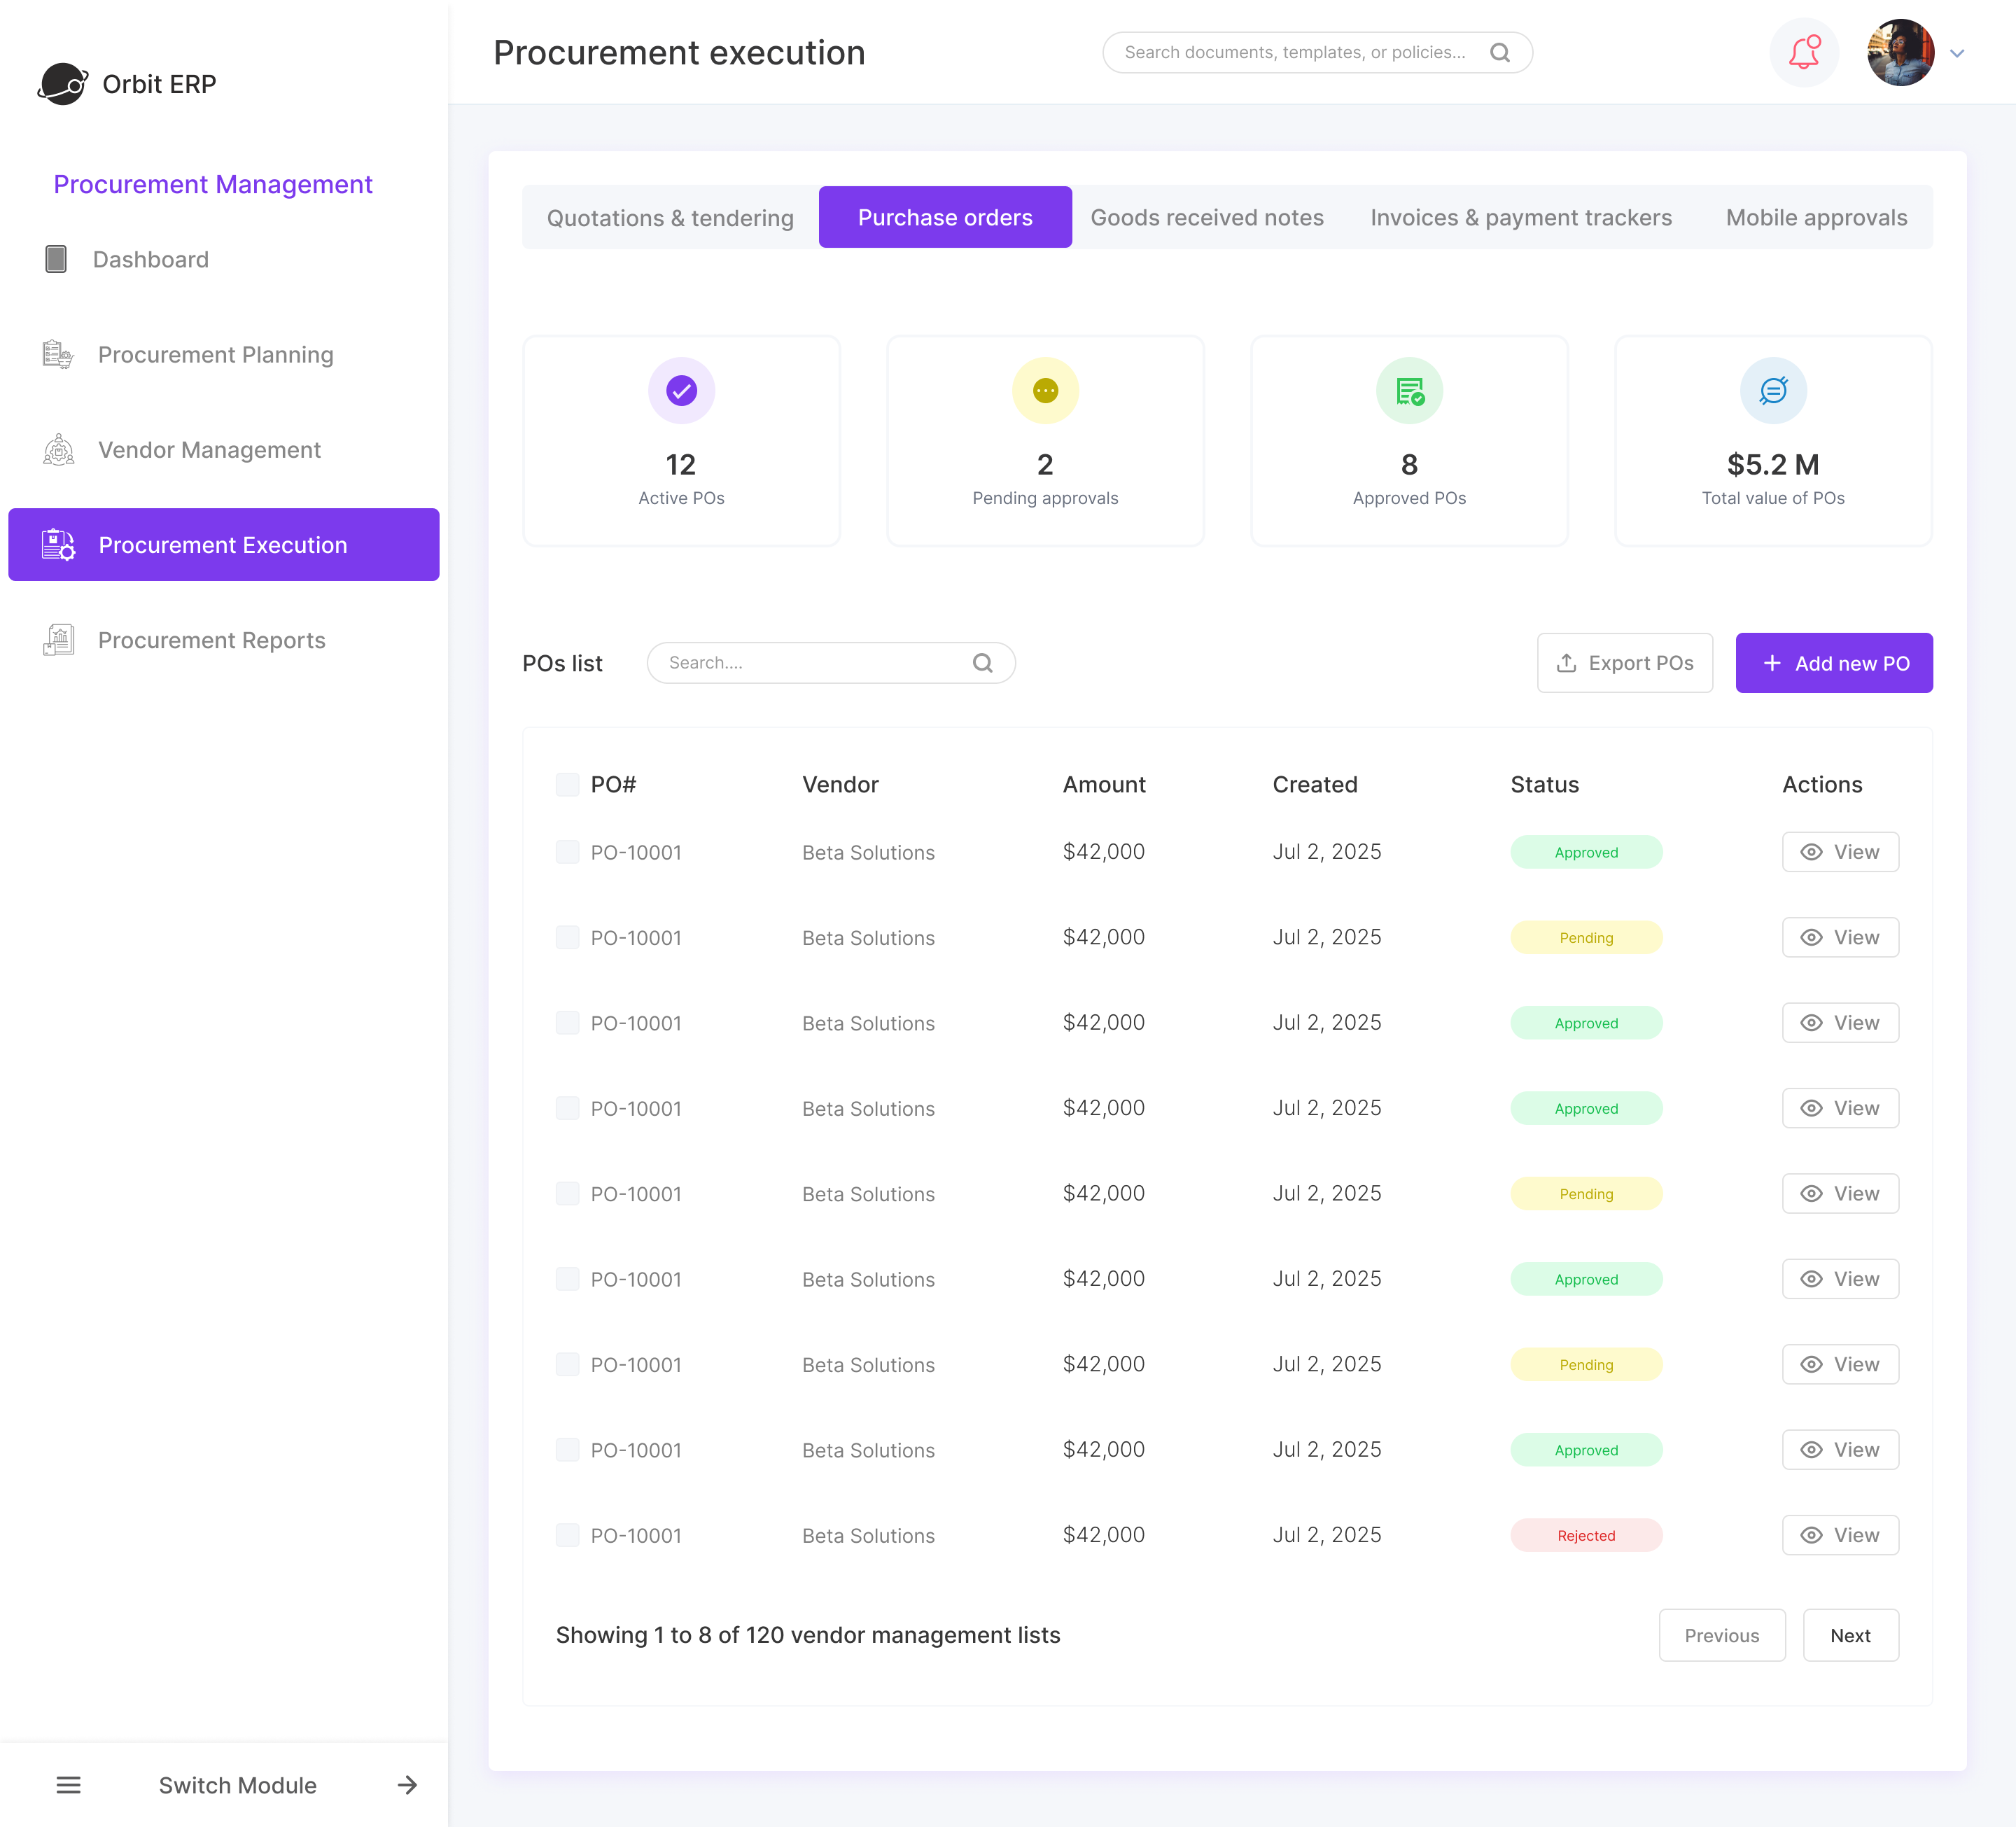 Orbit ERP
Procurement Management
Dashboard
Procurement Planning
Vendor Management
Procurement Execution
Procurement Reports
Switch Module
Procurement execution
Search documents, templates, or policies...
Quotations & tendering
Purchase orders
Goods received notes
Invoices & payment trackers
Mobile approvals
12
Active POs
2
Pending approvals
8
Approved POs
$5.2 M
Total value of POs
POs list
Search....
Export POs
Add new PO
PO# Vendor Amount Created Status Actions
PO-10001 Beta Solutions $42,000 Jul 2, 2025 Approved View
PO-10001 Beta Solutions $42,000 Jul 2, 2025 Pending View
PO-10001 Beta Solutions $42,000 Jul 2, 2025 Approved View
PO-10001 Beta Solutions $42,000 Jul 2, 2025 Approved View
PO-10001 Beta Solutions $42,000 Jul 2, 2025 Pending View
PO-10001 Beta Solutions $42,000 Jul 2, 2025 Approved View
PO-10001 Beta Solutions $42,000 Jul 2, 2025 Pending View
PO-10001 Beta Solutions $42,000 Jul 2, 2025 Approved View
PO-10001 Beta Solutions $42,000 Jul 2, 2025 Rejected View
Showing 1 to 8 of 120 vendor management lists
Previous
Next